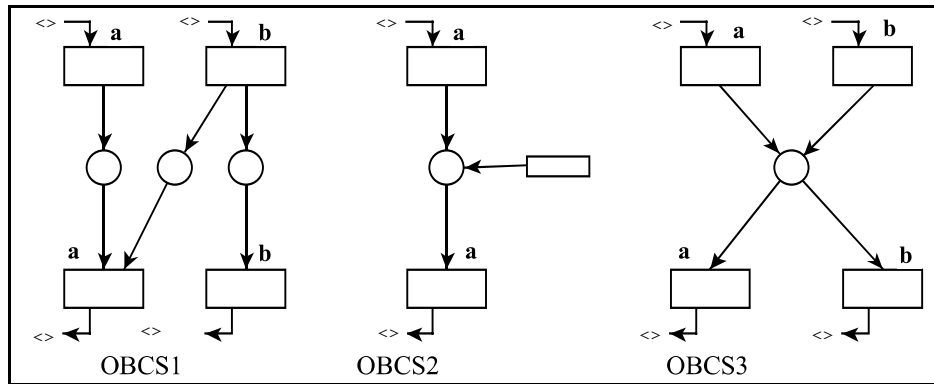 <> a <> b <> a <> a <> b
a b a a b
<> <> <> <> <>
OBCS1 OBCS2 OBCS3